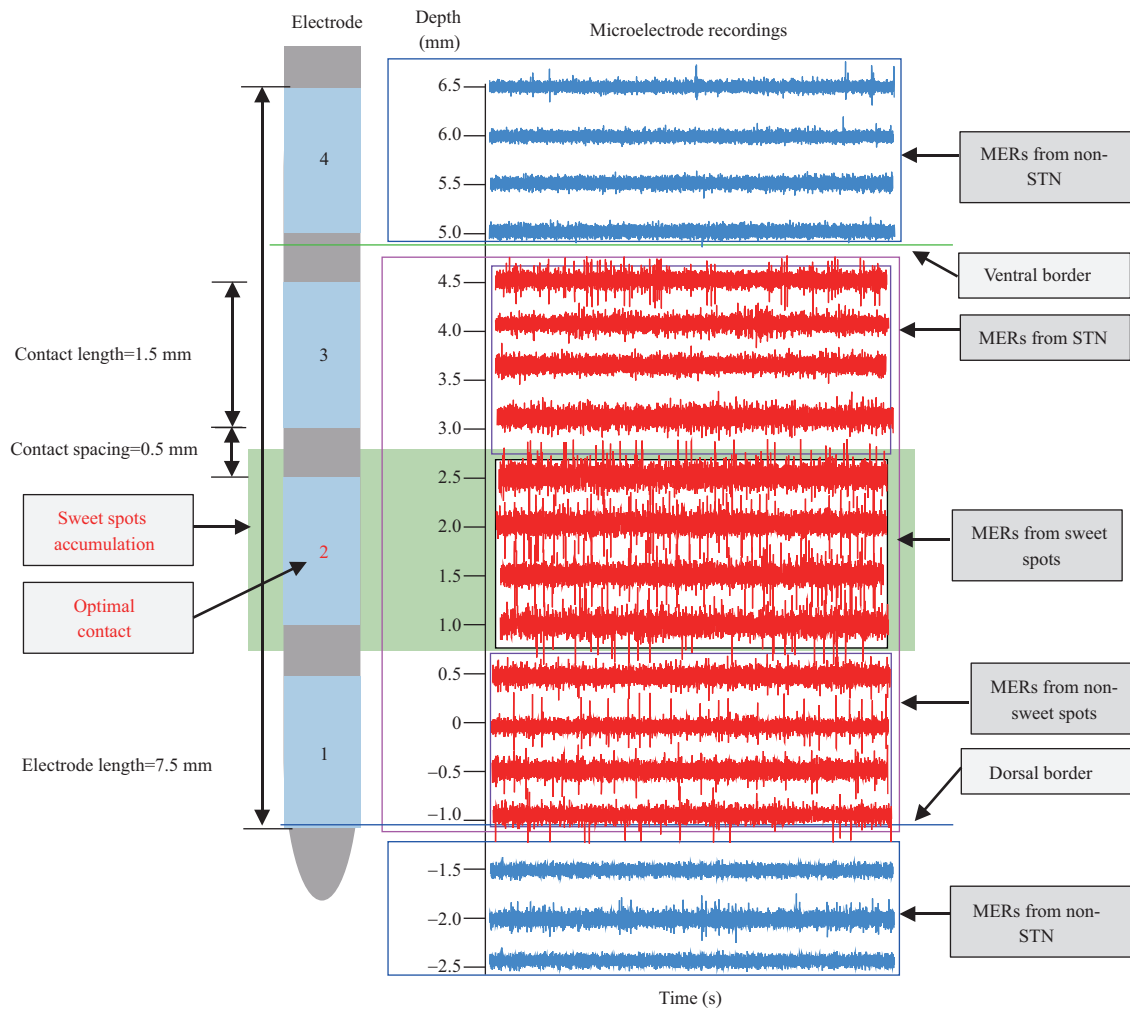 Electrode
Depth
(mm)
Microelectrode recordings
6.5
6.0
5.5
5.0
4.5
4.0
3.5
3.0
2.5
2.0
1.5
1.0
0.5
0
−0.5
−1.0
−1.5
−2.0
−2.5
4
3
2
1
Contact length=1.5 mm
Contact spacing=0.5 mm
Sweet spots
accumulation
Optimal
contact
Electrode length=7.5 mm
MERs from non-
STN
Ventral border
MERs from STN
MERs from sweet
spots
MERs from non-
sweet spots
Dorsal border
MERs from non-
STN
Time (s)